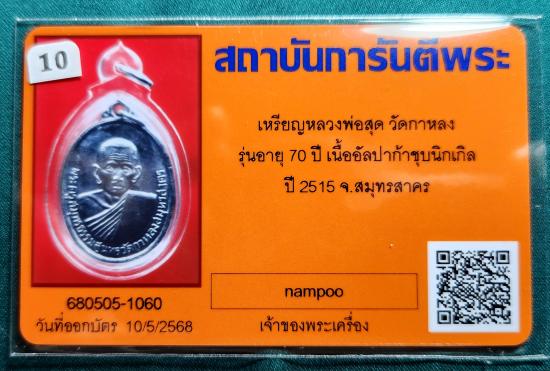 10
สถาบันการันตีพระ
เหรียญหลวงพ่อสุด วัดกาหลง
รุ่นอายุ 70 ปี เนื้ออัลปาก้าชุบนิกเกิล
ปี 2515 จ.สมุทรสาคร
nampoo
680505-1060
วันที่ออกบัตร 10/5/2568
เจ้าของพระเครื่อง